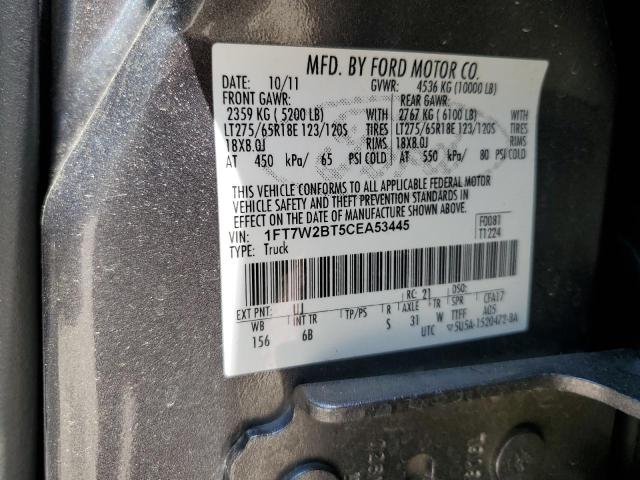 MFD. BY FORD MOTOR CO.
DATE: 10/11 GVWR: 4536 KG (10000 LB)
FRONT GAWR: REAR GAWR:
2359 KG ( 5200 LB) WITH 2767 KG ( 6100 LB) WITH
LT275/65R18E 123/120S TIRES LT275/65R18E 123/120S TIRES
18X8.0J RIMS 18X8.0J RIMS
AT 450 kPa/ 65 PSI COLD AT 550 kPa/ 80 PSI COLD
THIS VEHICLE CONFORMS TO ALL APPLICABLE FEDERAL MOTOR
VEHICLE SAFETY AND THEFT PREVENTION STANDARDS IN
EFFECT ON THE DATE OF MANUFACTURE SHOWN ABOVE.
VIN: 1FT7W2BT5CEA53445 F0081
TYPE: Truck T1224
EXT PNT: UJ RC: 21 DSO:
WB INT TR TP/PS R AXLE TR SPR CFA17
156 6B S 31 W TTFF A05
UTC 5U5A-1520472-BA